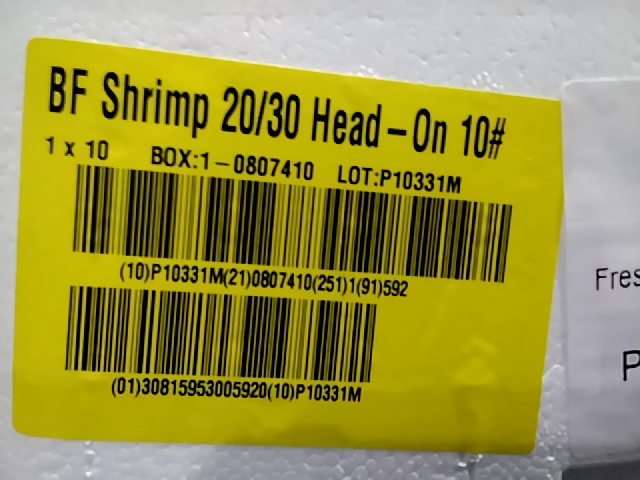 BF Shrimp 20/30 Head-On 10#
1 x 10 BOX:1-0807410 LOT:P10331M
(10)P10331M(21)0807410(251)1(91)592
(01)30815953005920(10)P10331M
Fres
P